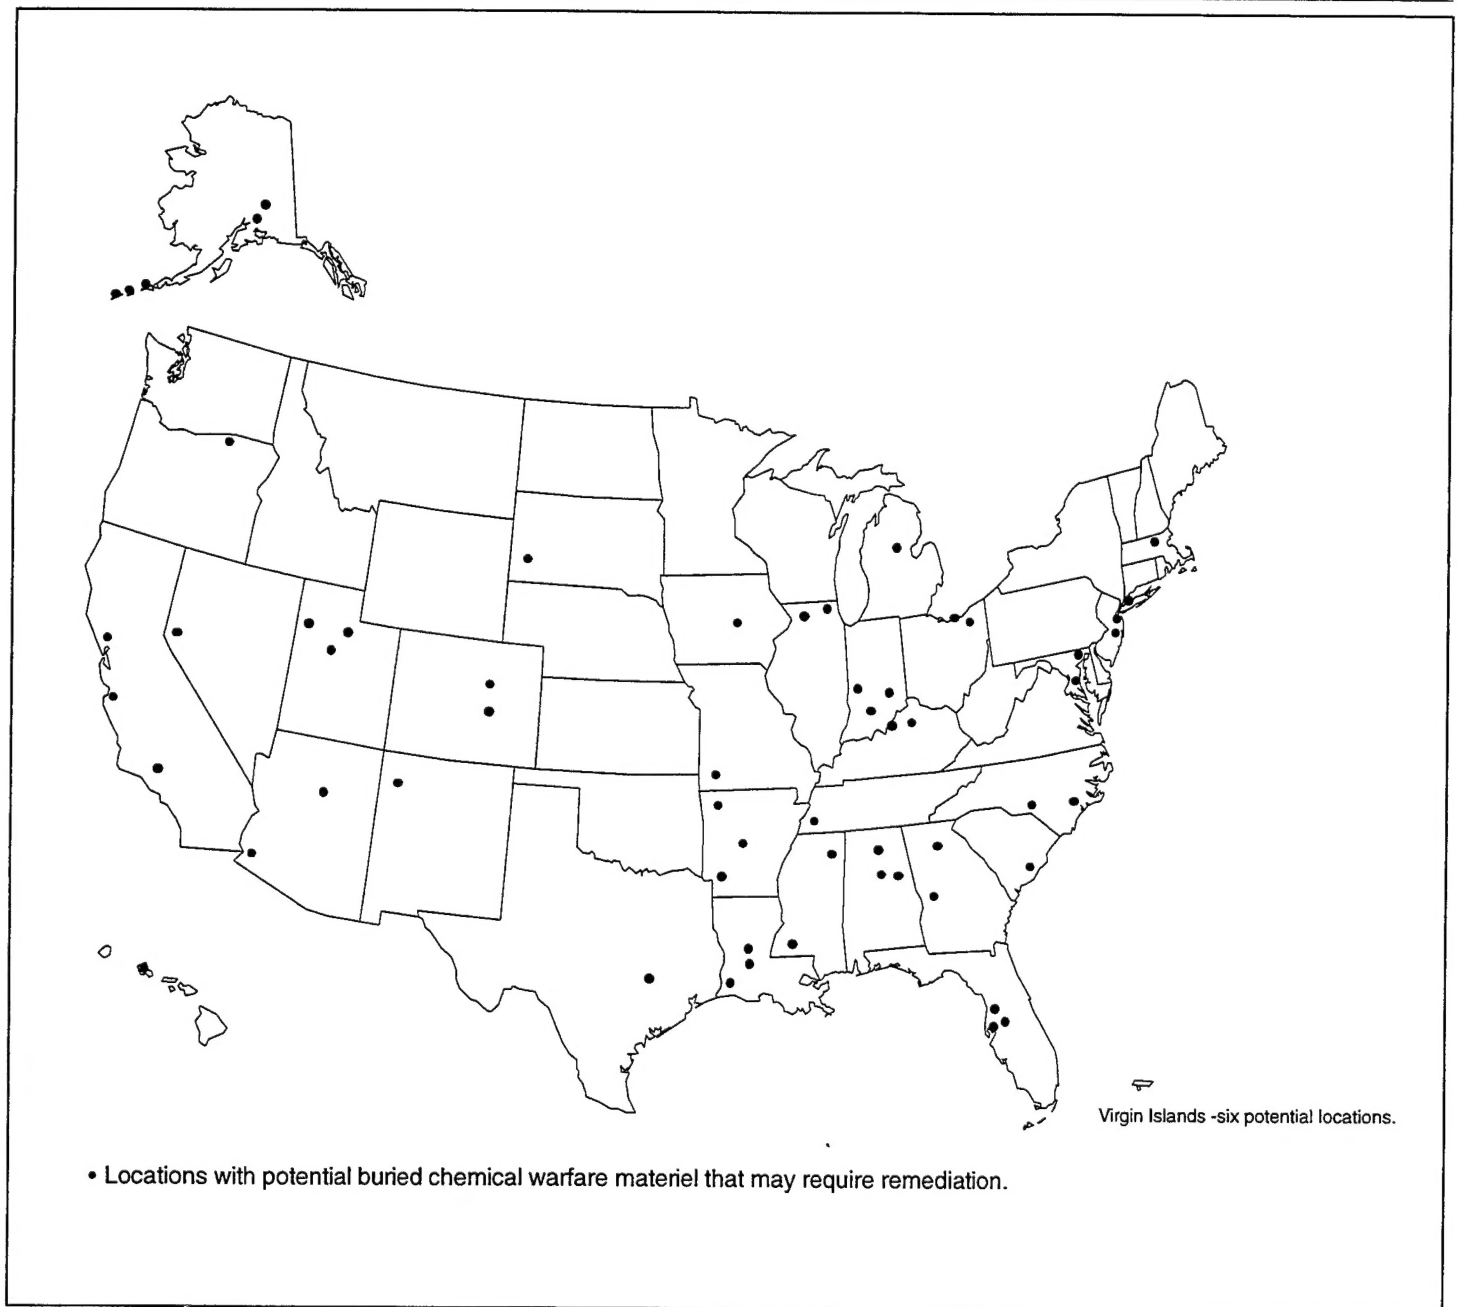 Virgin Islands -six potential locations.
• Locations with potential buried chemical warfare materiel that may require remediation.